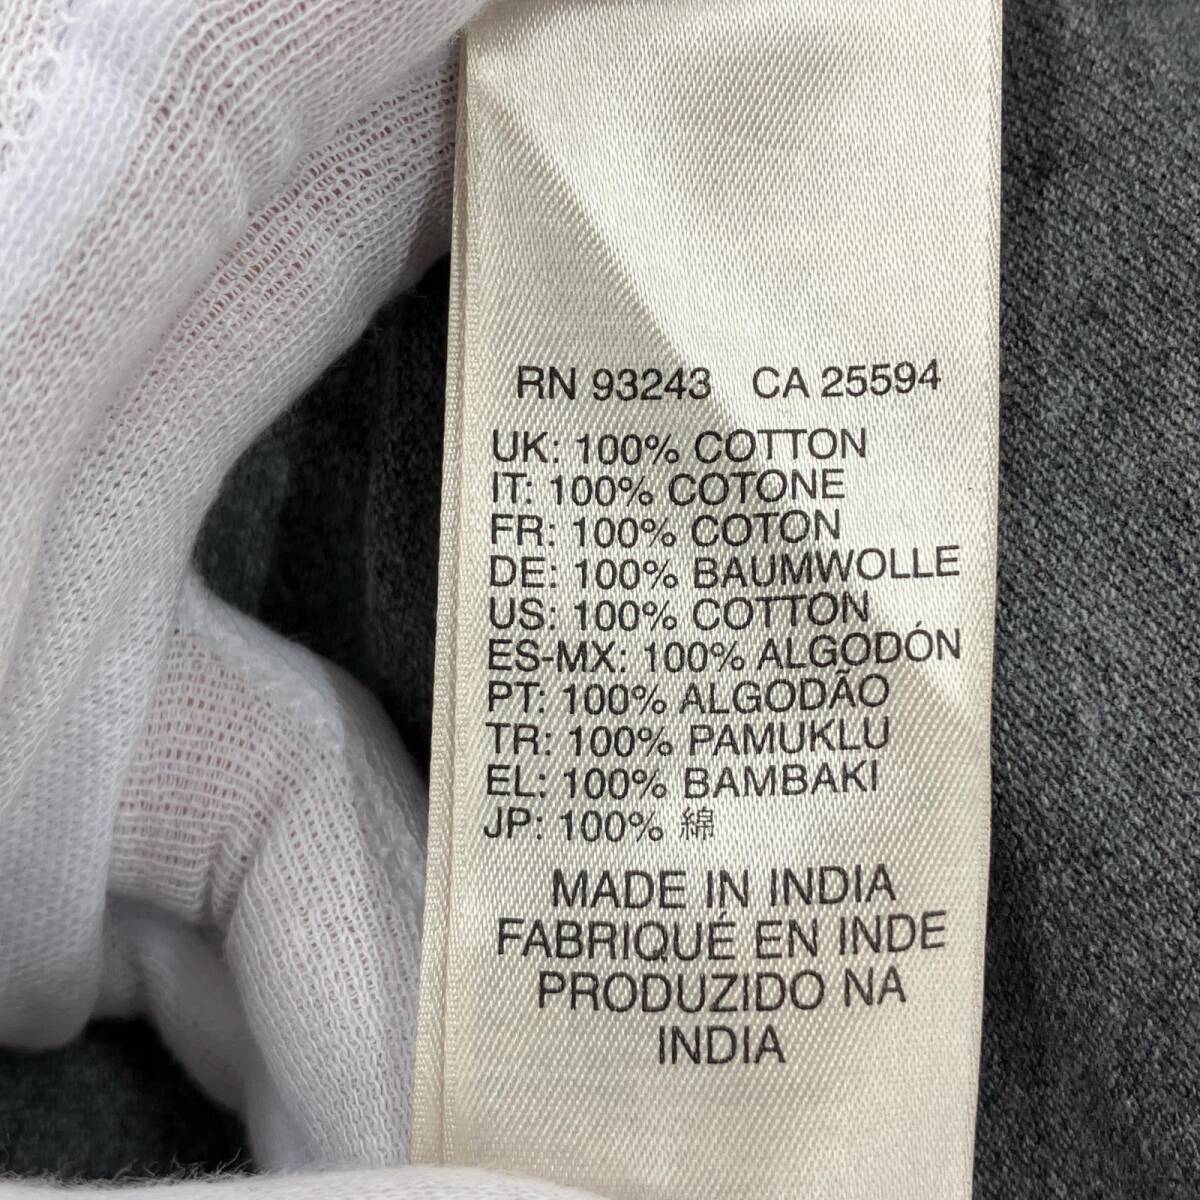 RN 93243 CA 25594
UK: 100% COTTON
IT: 100% COTONE
FR: 100% COTON
DE: 100% BAUMWOLLE
US: 100% COTTON
ES-MX: 100% ALGODÓN
PT: 100% ALGODÃO
TR: 100% PAMUKLU
EL: 100% BAMBAKI
JP: 100% 綿
MADE IN INDIA
FABRIQUÉ EN INDE
PRODUZIDO NA
INDIA